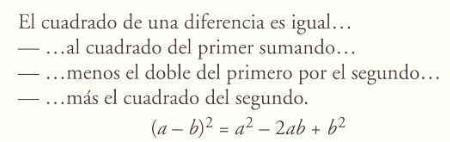 El cuadrado de una diferencia es igual…
— …al cuadrado del primer sumando…
— …menos el doble del primero por el segundo…
— …más el cuadrado del segundo.
(a – b)² = a² – 2ab + b²